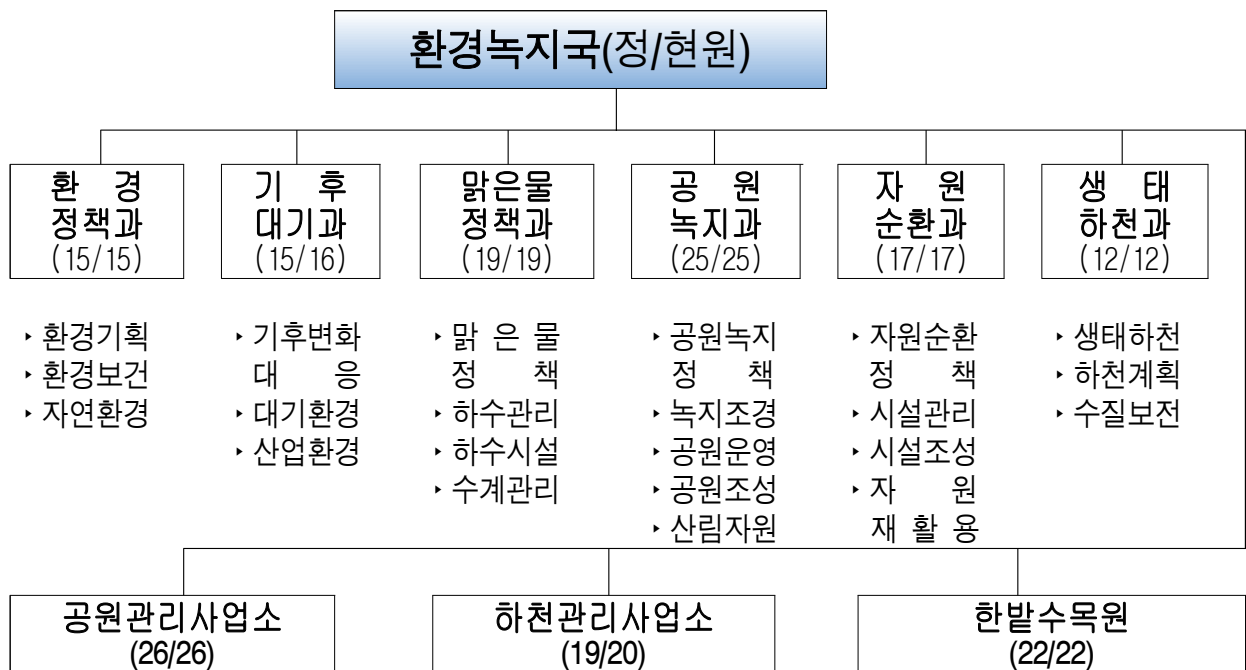 환경녹지국(정/현원)
환 경
정책과
(15/15)
기 후
대기과
(15/16)
맑은물
정책과
(19/19)
공 원
녹지과
(25/25)
자 원
순환과
(17/17)
생 태
하천과
(12/12)
‣ 환경기획
‣ 환경보건
‣ 자연환경
‣ 기후변화
대 응
‣ 대기환경
‣ 산업환경
‣ 맑 은 물
정 책
‣ 하수관리
‣ 하수시설
‣ 수계관리
‣ 공원녹지
정 책
‣ 녹지조경
‣ 공원운영
‣ 공원조성
‣ 산림자원
‣ 자원순환
정 책
‣ 시설관리
‣ 시설조성
‣ 자 원
재 활 용
‣ 생태하천
‣ 하천계획
‣ 수질보전
공원관리사업소
(26/26)
하천관리사업소
(19/20)
한밭수목원
(22/22)